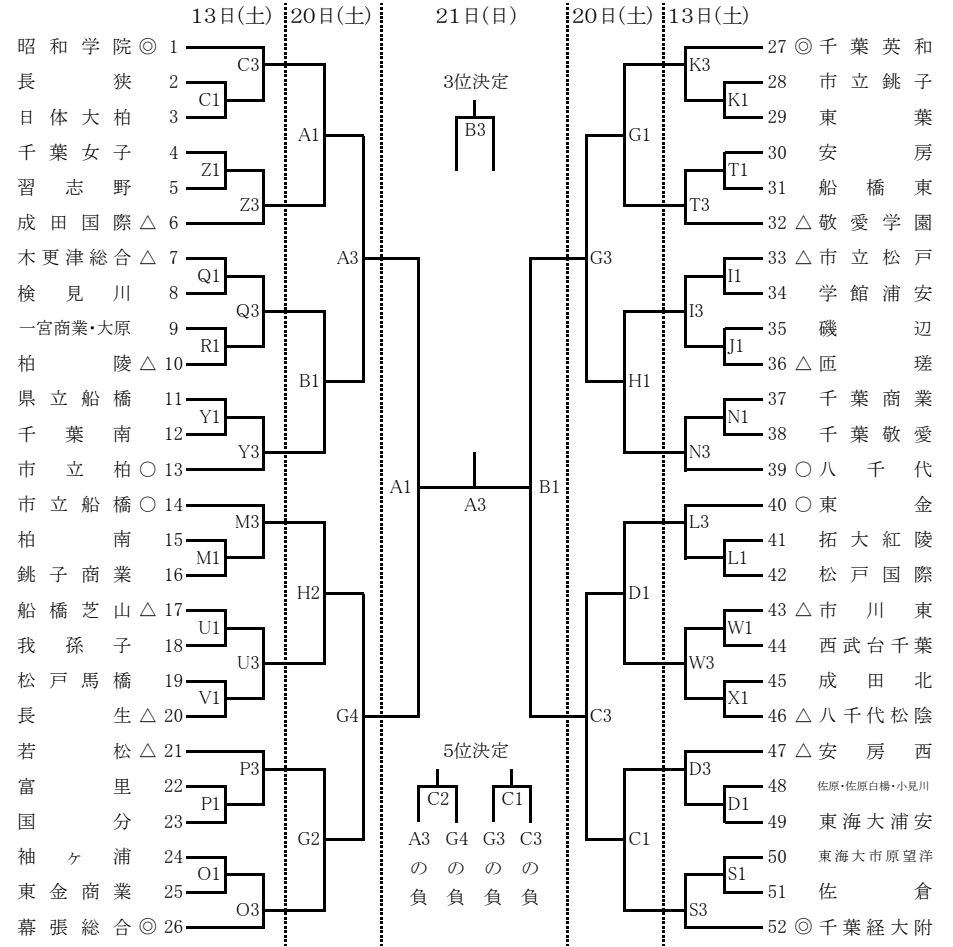 13日(土) 20日(土) 21日(日) 20日(土) 13日(土)
昭和学院 ◎ 1
長狭 2
日体大柏 3
千葉女子 4
習志野 5
成田国際 △ 6
木更津総合 △ 7
検見川 8
一宮商業・大原 9
柏陵 △ 10
県立船橋 11
千葉南 12
市立柏 ○ 13
市立船橋 ○ 14
柏南 15
銚子商業 16
船橋芝山 △ 17
我孫子 18
松戸馬橋 19
長生 △ 20
若松 △ 21
富里 22
国分 23
袖ヶ浦 24
東金商業 25
幕張総合 ◎ 26
C3
C1
Z1
Z3
Q1
Q3
R1
Y1
Y3
M3
M1
U1
U3
V1
P3
P1
O1
O3
A1
B1
H2
G2
A3
G4
A1
3位決定
B3
A3
5位決定
C2 C1
A3の負
G4の負
G3の負
C3の負
B1
G3
C3
G1
H1
D1
C1
K3
K1
T1
T3
I1
I3
J1
N1
N3
L3
L1
W1
W3
X1
D3
D1
S1
S3
27 ◎ 千葉英和
28 市立銚子
29 東葉
30 安房
31 船橋東
32 △ 敬愛学園
33 △ 市立松戸
34 学館浦安
35 磯辺
36 △ 匝瑳
37 千葉商業
38 千葉敬愛
39 ○ 八千代
40 ○ 東金
41 拓大紅陵
42 松戸国際
43 △ 市川東
44 西武台千葉
45 成田北
46 △ 八千代松陰
47 △ 安房西
48 佐原・佐原白楊・小見川
49 東海大浦安
50 東海大市原望洋
51 佐倉
52 ◎ 千葉経大附